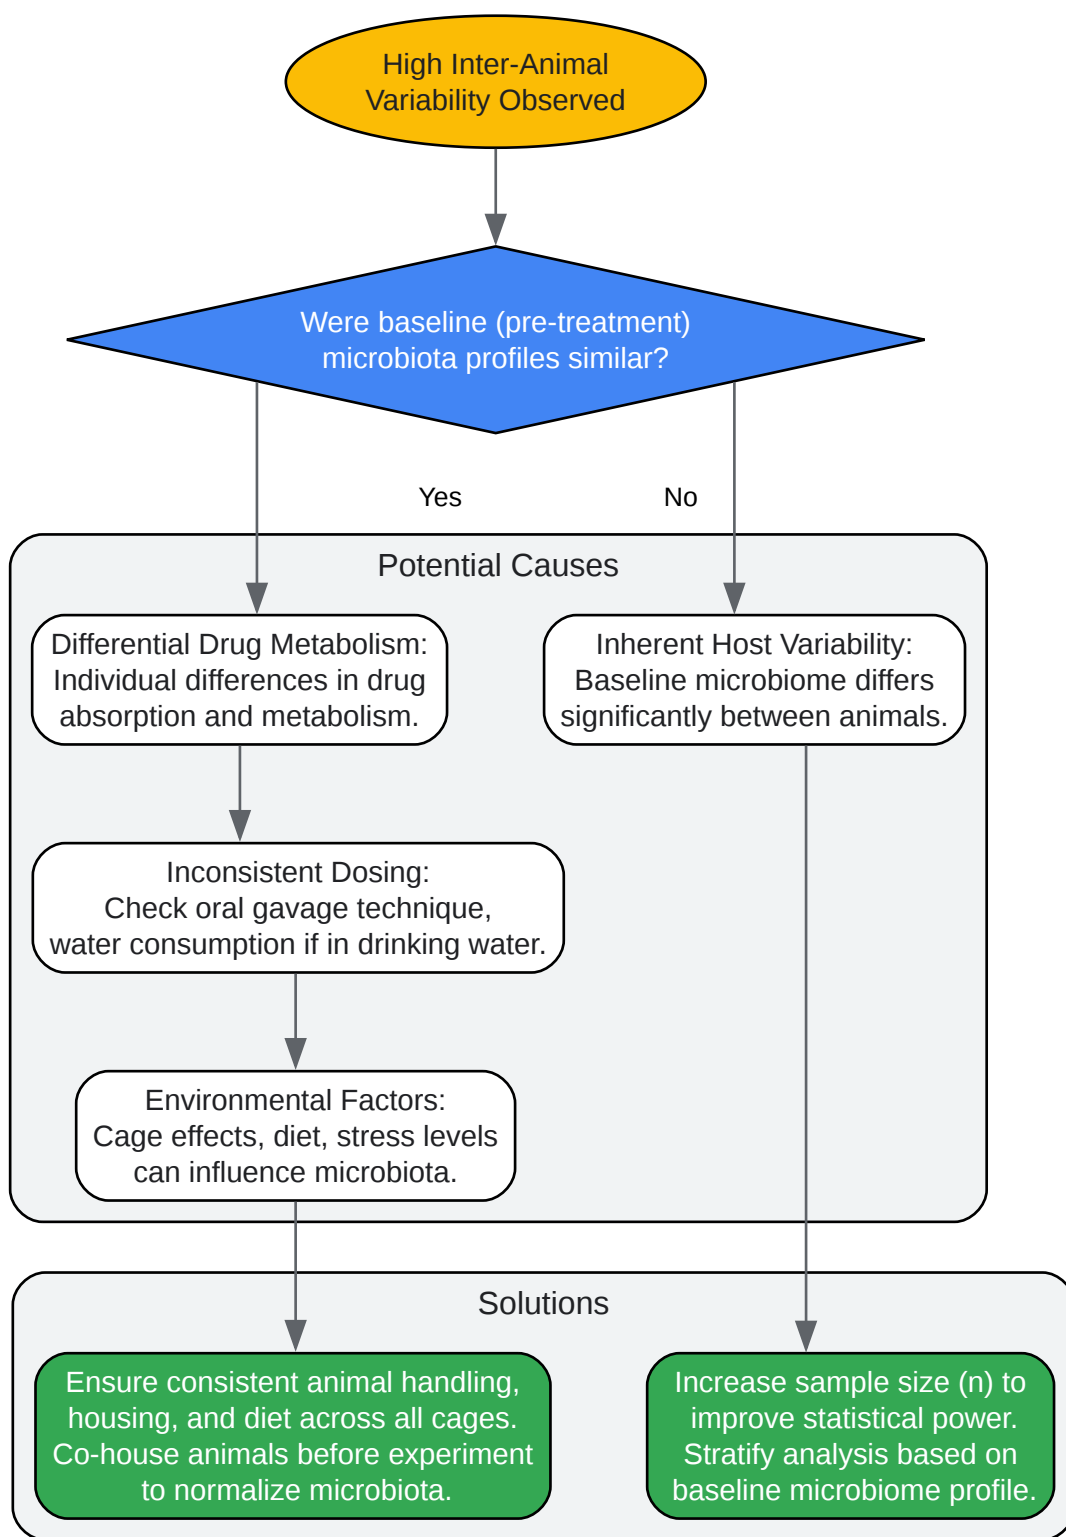 High Inter-Animal
Variability Observed
Were baseline (pre-treatment)
microbiota profiles similar?
Yes
No
Potential Causes
Differential Drug Metabolism:
Individual differences in drug
absorption and metabolism.
Inherent Host Variability:
Baseline microbiome differs
significantly between animals.
Inconsistent Dosing:
Check oral gavage technique,
water consumption if in drinking water.
Environmental Factors:
Cage effects, diet, stress levels
can influence microbiota.
Solutions
Ensure consistent animal handling,
housing, and diet across all cages.
Co-house animals before experiment
to normalize microbiota.
Increase sample size (n) to
improve statistical power.
Stratify analysis based on
baseline microbiome profile.